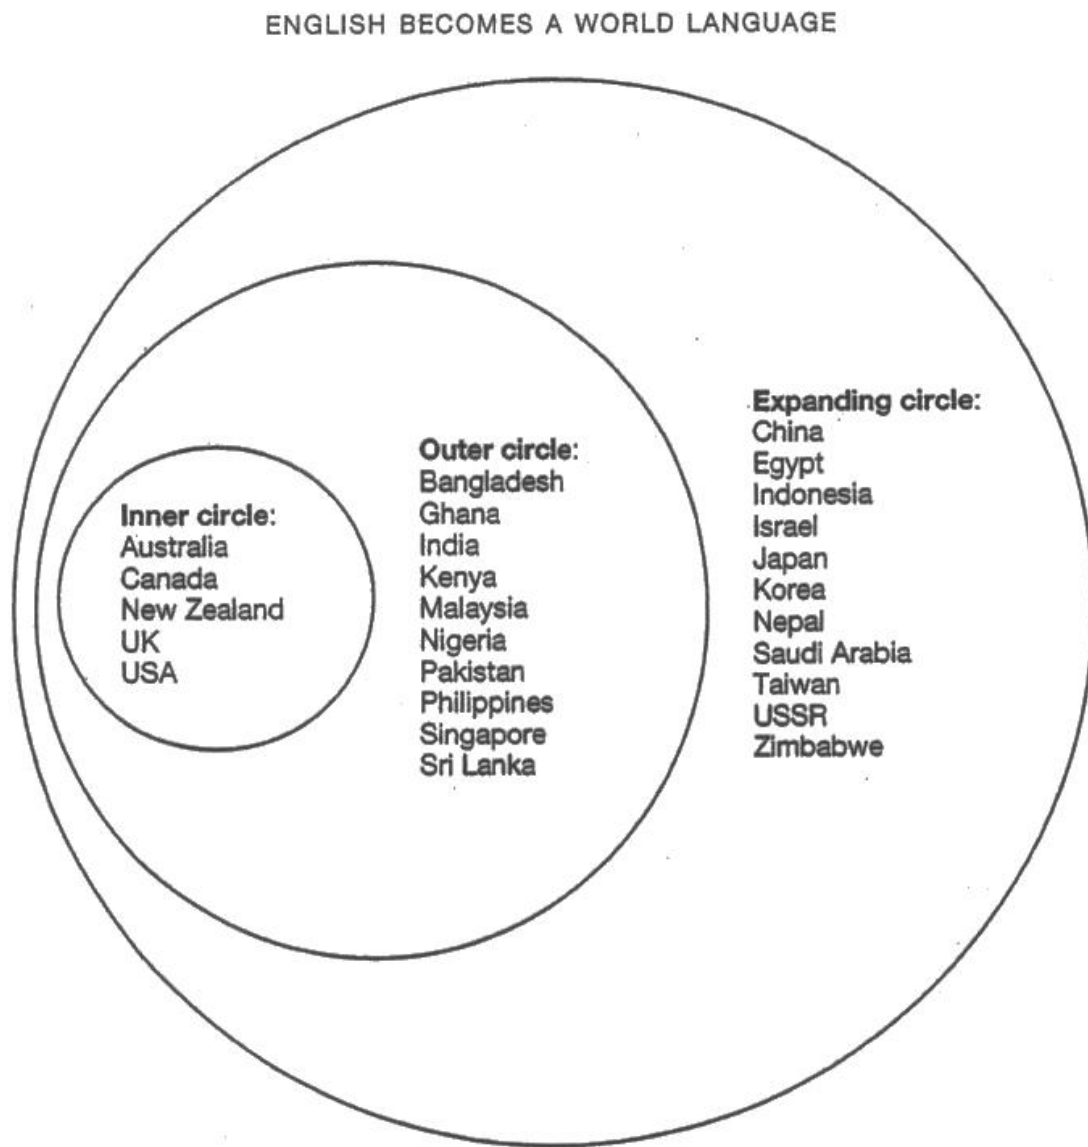 ENGLISH BECOMES A WORLD LANGUAGE
Inner circle:
Australia
Canada
New Zealand
UK
USA
Outer circle:
Bangladesh
Ghana
India
Kenya
Malaysia
Nigeria
Pakistan
Philippines
Singapore
Sri Lanka
Expanding circle:
China
Egypt
Indonesia
Israel
Japan
Korea
Nepal
Saudi Arabia
Taiwan
USSR
Zimbabwe